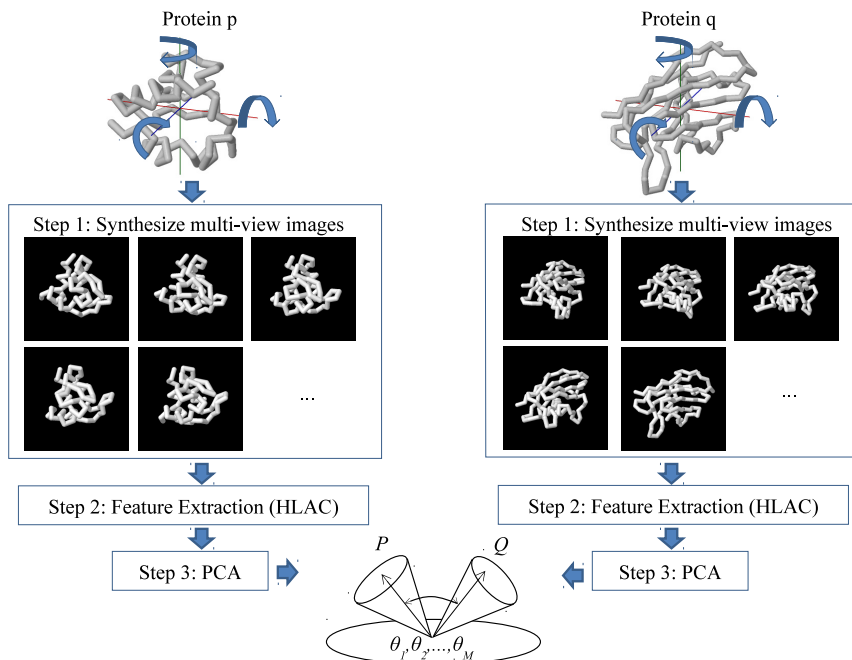 Protein p
Protein q
Step 1: Synthesize multi-view images
...
Step 1: Synthesize multi-view images
...
Step 2: Feature Extraction (HLAC)
Step 2: Feature Extraction (HLAC)
Step 3: PCA
P
Q
Step 3: PCA
θ1,θ2,...,θM